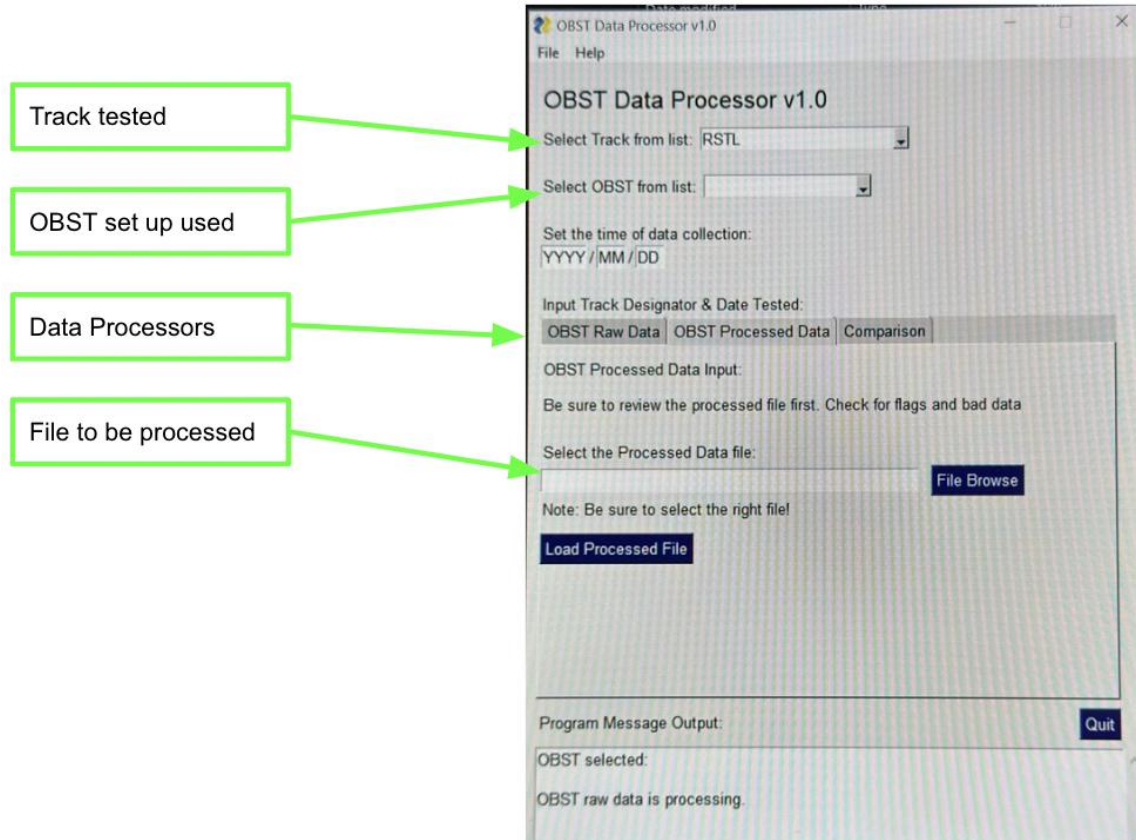 OBST Data Processor v1.0
File Help
OBST Data Processor v1.0
Track tested
Select Track from list: RSTL
OBST set up used
Select OBST from list:
Set the time of data collection:
YYYY / MM / DD
Data Processors
Input Track Designator & Date Tested:
OBST Raw Data OBST Processed Data Comparison
OBST Processed Data Input:
Be sure to review the processed file first. Check for flags and bad data
File to be processed
Select the Processed Data file:
File Browse
Note: Be sure to select the right file!
Load Processed File
Program Message Output:
Quit
OBST selected:
OBST raw data is processing.